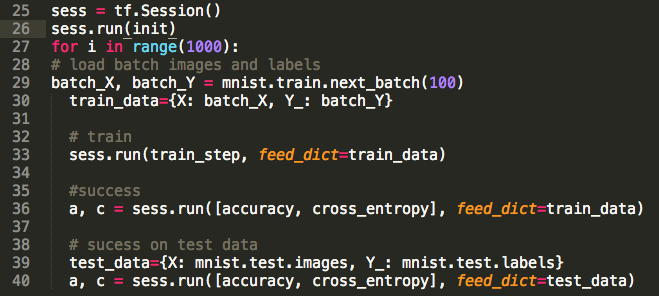 25 sess = tf.Session()
26 sess.run(init)
27 for i in range(1000):
28 # load batch images and labels
29 batch_X, batch_Y = mnist.train.next_batch(100)
30   train_data={X: batch_X, Y_: batch_Y}
31
32   # train
33   sess.run(train_step, feed_dict=train_data)
34
35   #success
36   a, c = sess.run([accuracy, cross_entropy], feed_dict=train_data)
37
38   # sucess on test data
39   test_data={X: mnist.test.images, Y_: mnist.test.labels}
40   a, c = sess.run([accuracy, cross_entropy], feed_dict=test_data)